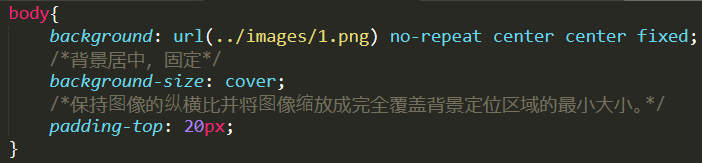 body{
background: url(../images/1.png) no-repeat center center fixed;
/*背景居中，固定*/
background-size: cover;
/*保持图像的纵横比并将图像缩放成完全覆盖背景定位区域的最小大小。*/
padding-top: 20px;
}